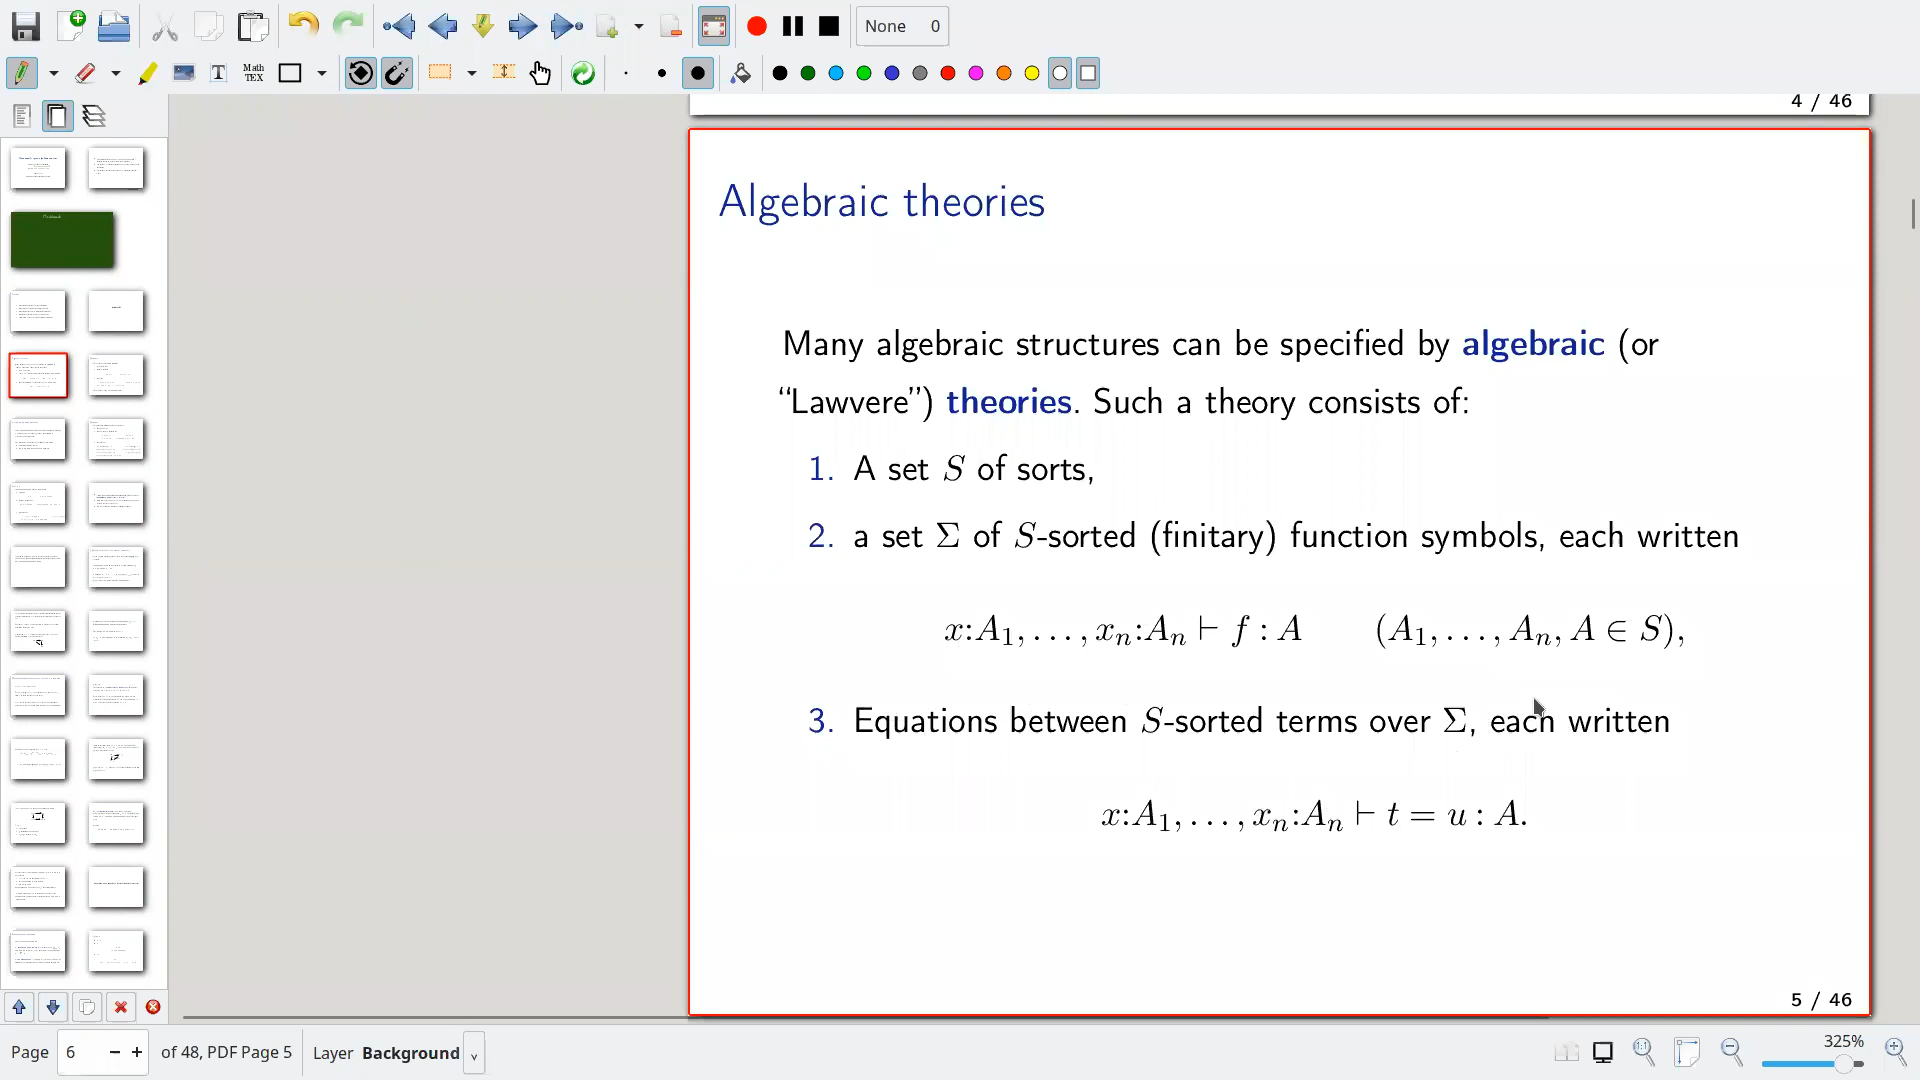 None 0
Math
TEX
4 / 46
Algebraic theories
Many algebraic structures can be specified by algebraic (or
“Lawvere”) theories. Such a theory consists of:
1. A set S of sorts,
2. a set Σ of S-sorted (finitary) function symbols, each written
x:A₁, . . . , xₙ:Aₙ ⊢ f : A (A₁, . . . , Aₙ, A ∈ S),
3. Equations between S-sorted terms over Σ, each written
x:A₁, . . . , xₙ:Aₙ ⊢ t = u : A.
5 / 46
Page 6 of 48, PDF Page 5 Layer Background
325%